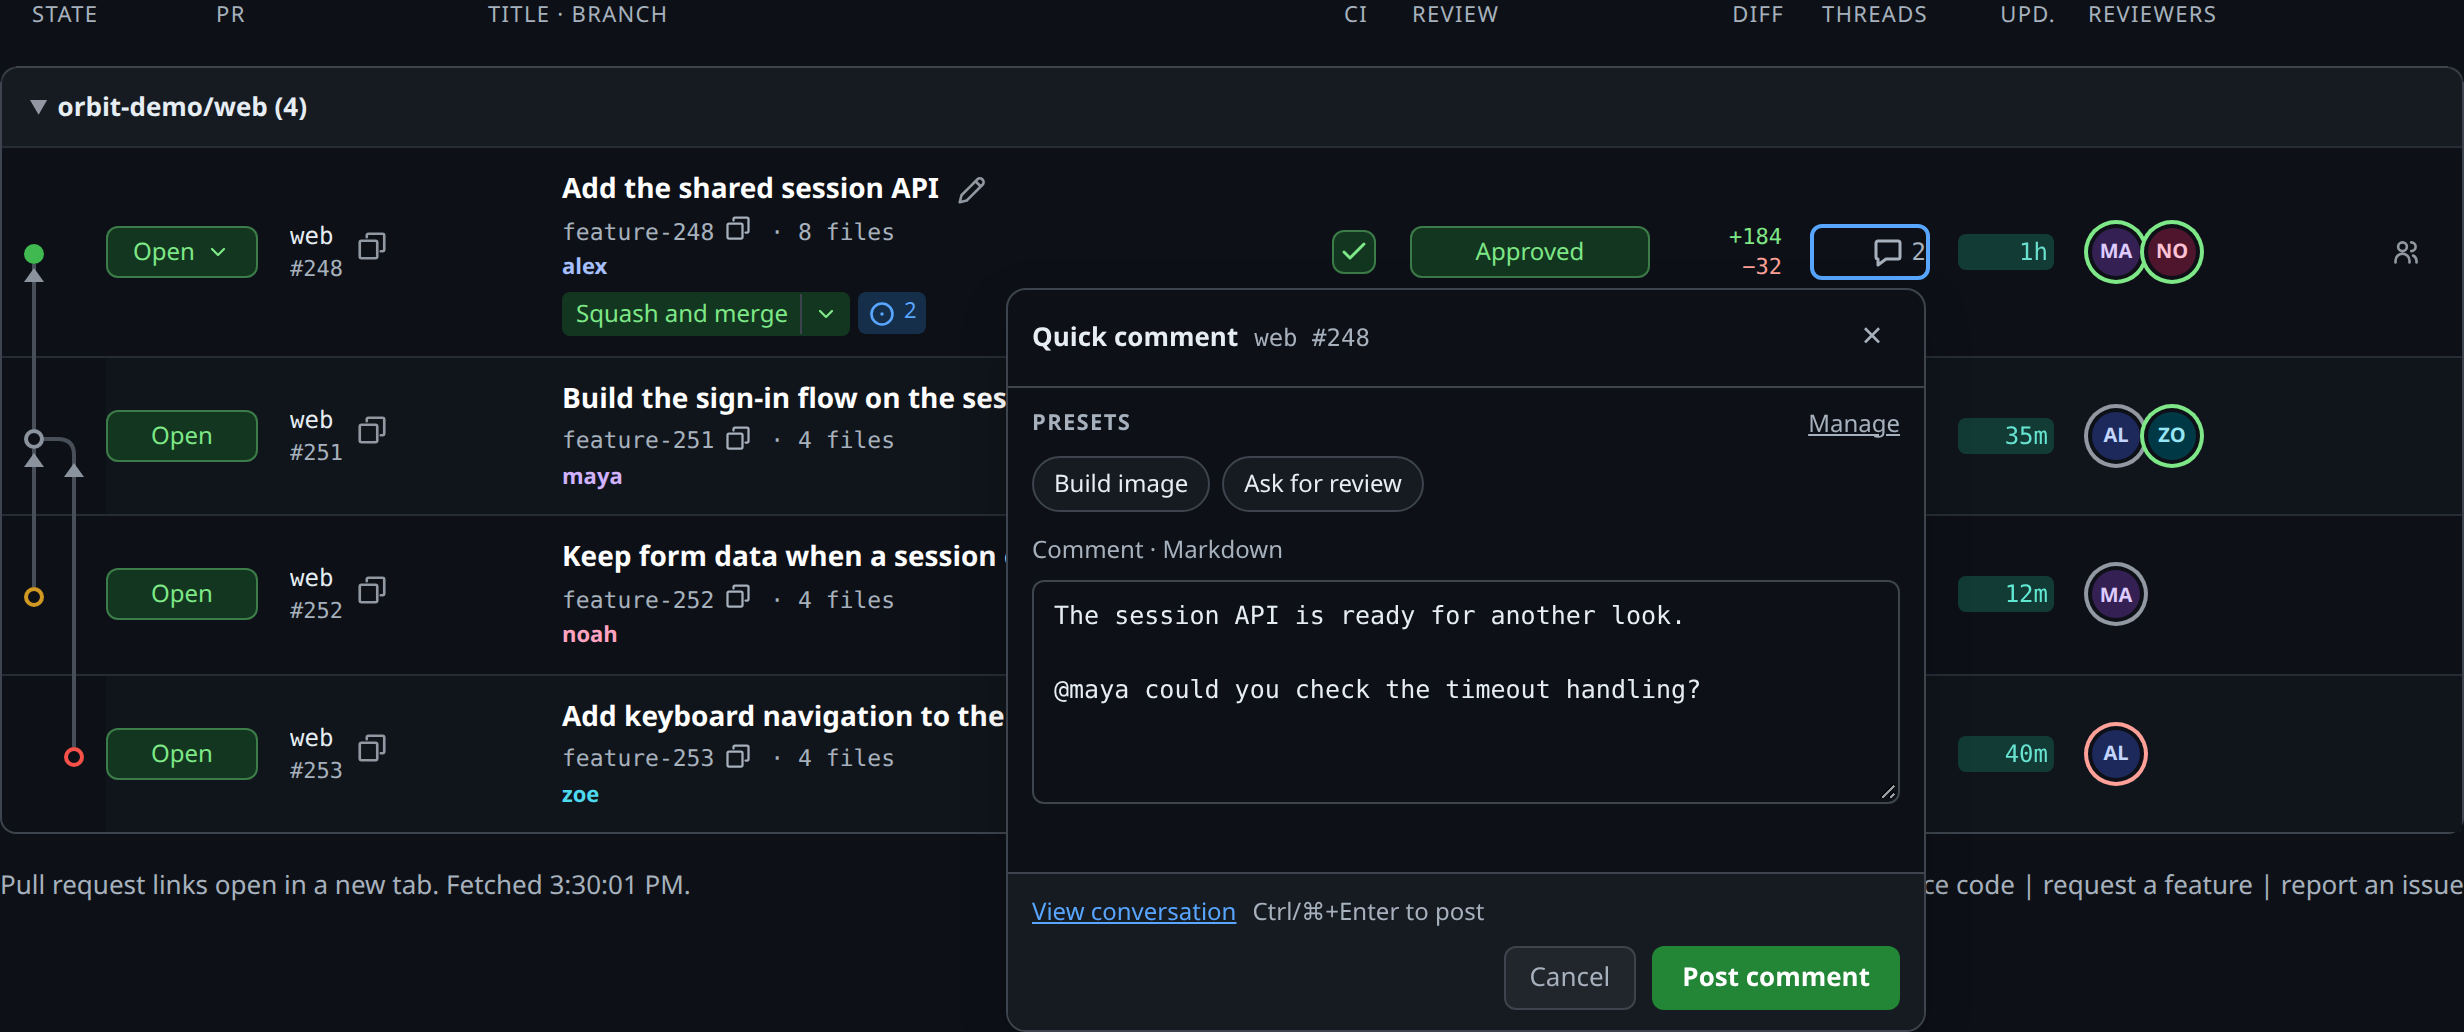 STATE PR TITLE · BRANCH CI REVIEW DIFF THREADS UPD. REVIEWERS
orbit-demo/web (4)
Add the shared session API
Open web #248 feature-248 · 8 files
alex
Approved +184 −32 2 1h MA NO
Squash and merge 2
Build the sign-in flow on the ses
Open web #251 feature-251 · 4 files
maya
35m AL ZO
Keep form data when a session
Open web #252 feature-252 · 4 files
noah
12m MA
Add keyboard navigation to the
Open web #253 feature-253 · 4 files
zoe
40m AL
Quick comment web #248
PRESETS Manage
Build image Ask for review
Comment · Markdown
The session API is ready for another look.
@maya could you check the timeout handling?
View conversation Ctrl/⌘+Enter to post
Cancel Post comment
Pull request links open in a new tab. Fetched 3:30:01 PM.
ce code | request a feature | report an issue